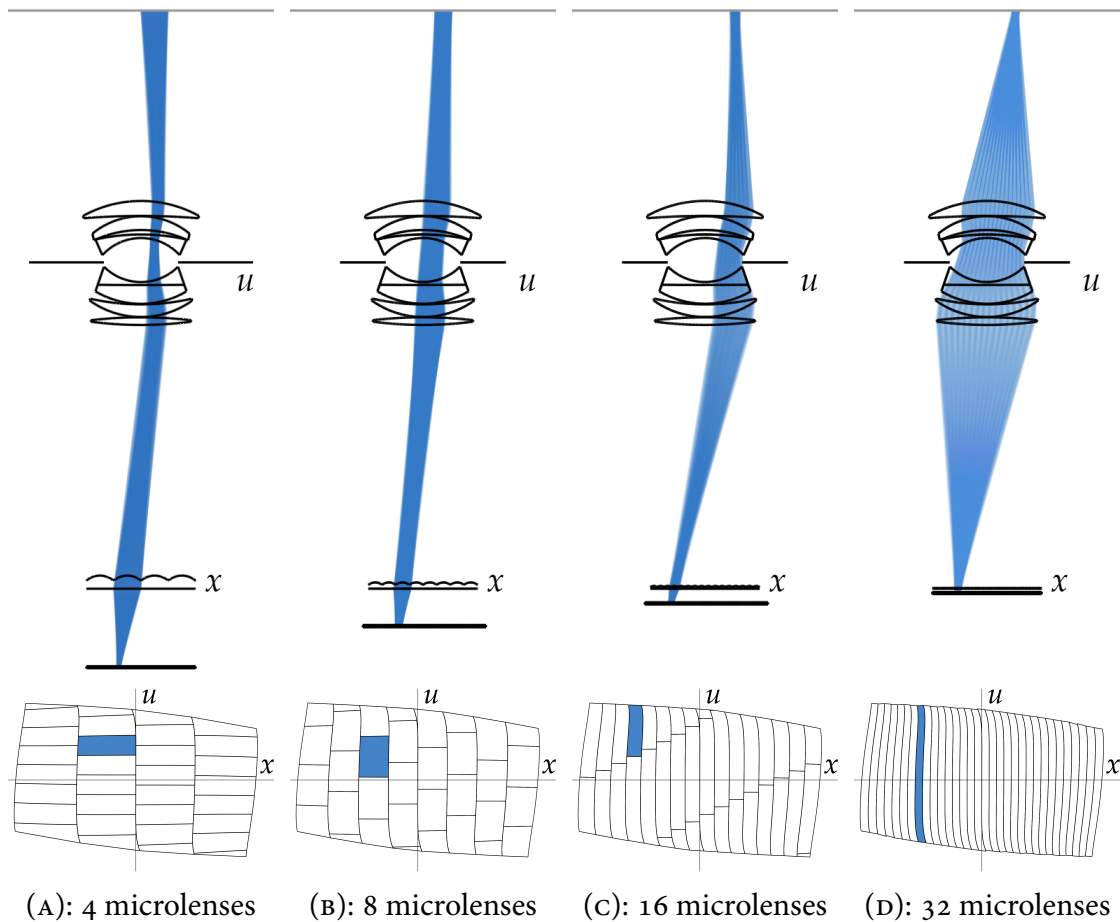 u
u
u
u
x
x
x
x
u
u
u
u
x
x
x
x
(A): 4 microlenses
(B): 8 microlenses
(C): 16 microlenses
(D): 32 microlenses